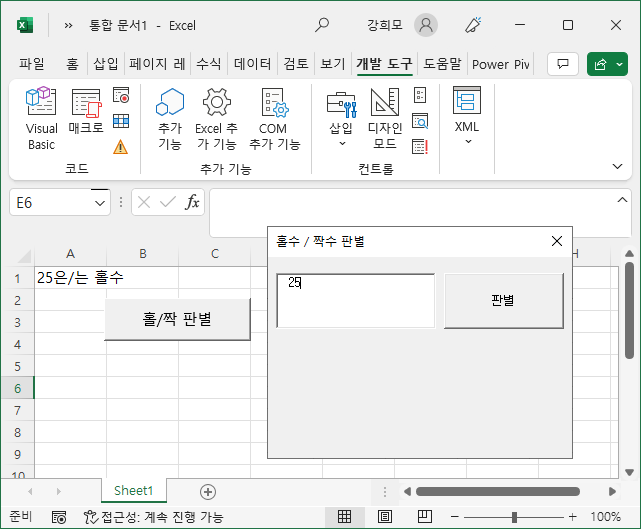 통합 문서1 - Excel
강희모
파일 홈 삽입 페이지 레 수식 데이터 검토 보기 개발 도구 도움말 Power Piv
Visual Basic
매크로
코드
추가 기능
Excel 추가 기능
COM 추가 기능
추가 기능
삽입
디자인 모드
컨트롤
XML
E6
fx
홀수 / 짝수 판별
25
판별
A B C H
1 25은/는 홀수
2
3
4
5
6
7
8
9
10
홀/짝 판별
Sheet1
준비 접근성: 계속 진행 가능 100%